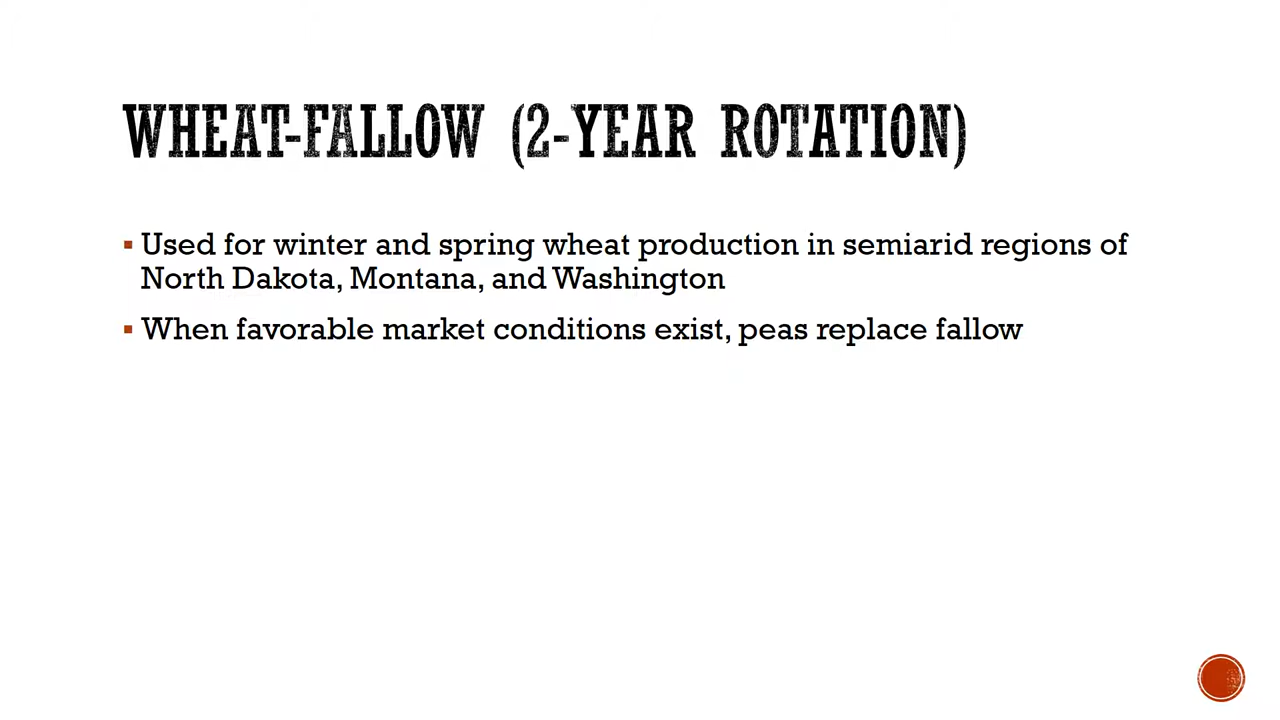 WHEAT-FALLOW (2-YEAR ROTATION)
▪ Used for winter and spring wheat production in semiarid regions of
North Dakota, Montana, and Washington
▪ When favorable market conditions exist, peas replace fallow